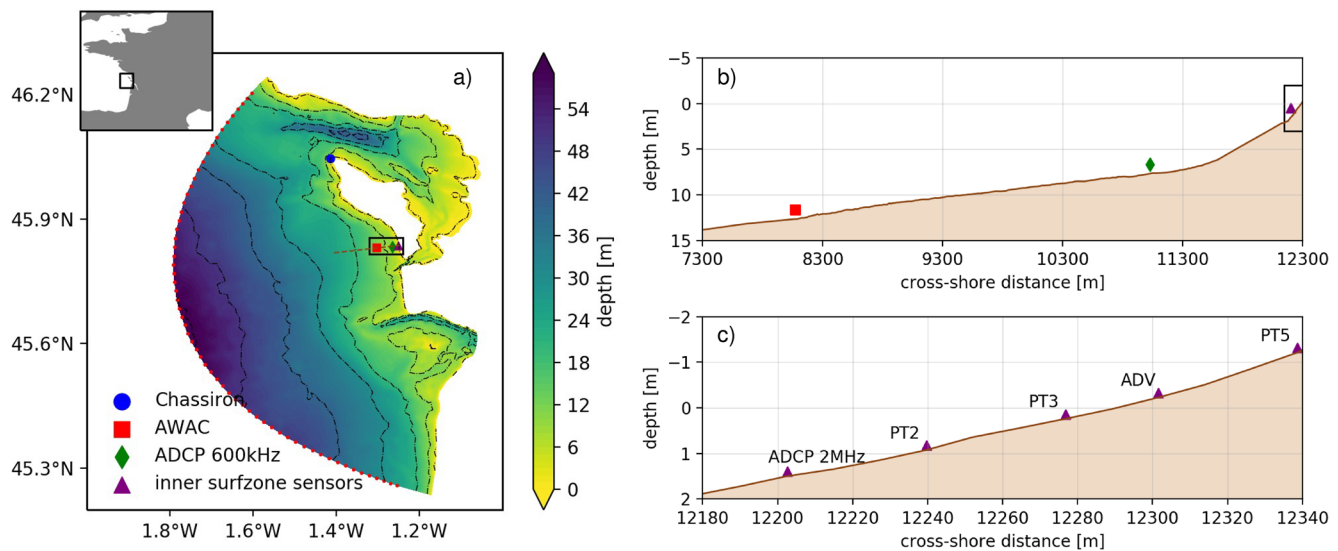 a)
46.2°N
45.9°N
45.6°N
45.3°N
1.8°W 1.6°W 1.4°W 1.2°W
Chassiron
AWAC
ADCP 600kHz
inner surfzone sensors
54
48
42
36
30
24
18
12
6
0
depth [m]
b)
−5
0
5
10
15
depth [m]
7300 8300 9300 10300 11300 12300
cross-shore distance [m]
c)
−2
−1
0
1
2
depth [m]
PT5
ADV
PT3
PT2
ADCP 2MHz
12180 12200 12220 12240 12260 12280 12300 12320 12340
cross-shore distance [m]